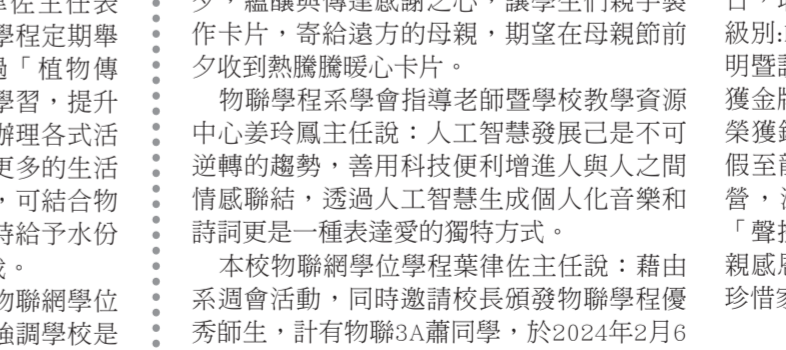 律佐主任表
學程定期舉
過「植物傳
學習，提升
辦理各式活
更多的生活
，可結合物
時給予水份
物聯網學位
強調學校是
夕，醞釀與傳達感謝之心，讓學生們親手製
作卡片，寄給遠方的母親，期望在母親節前
夕收到熱騰騰暖心卡片。
物聯學程系學會指導老師暨學校教學資源
中心姜玲鳳主任說：人工智慧發展己是不可
逆轉的趨勢，善用科技便利增進人與人之間
情感聯結，透過人工智慧生成個人化音樂和
詩詞更是一種表達愛的獨特方式。
本校物聯網學位學程葉律佐主任說：藉由
系週會活動，同時邀請校長頒發物聯學程優
秀師生，計有物聯3A蕭同學，於2024年2月6
級別:
明暨
獲金
榮獲
假至
營，
「聲
親感
珍惜